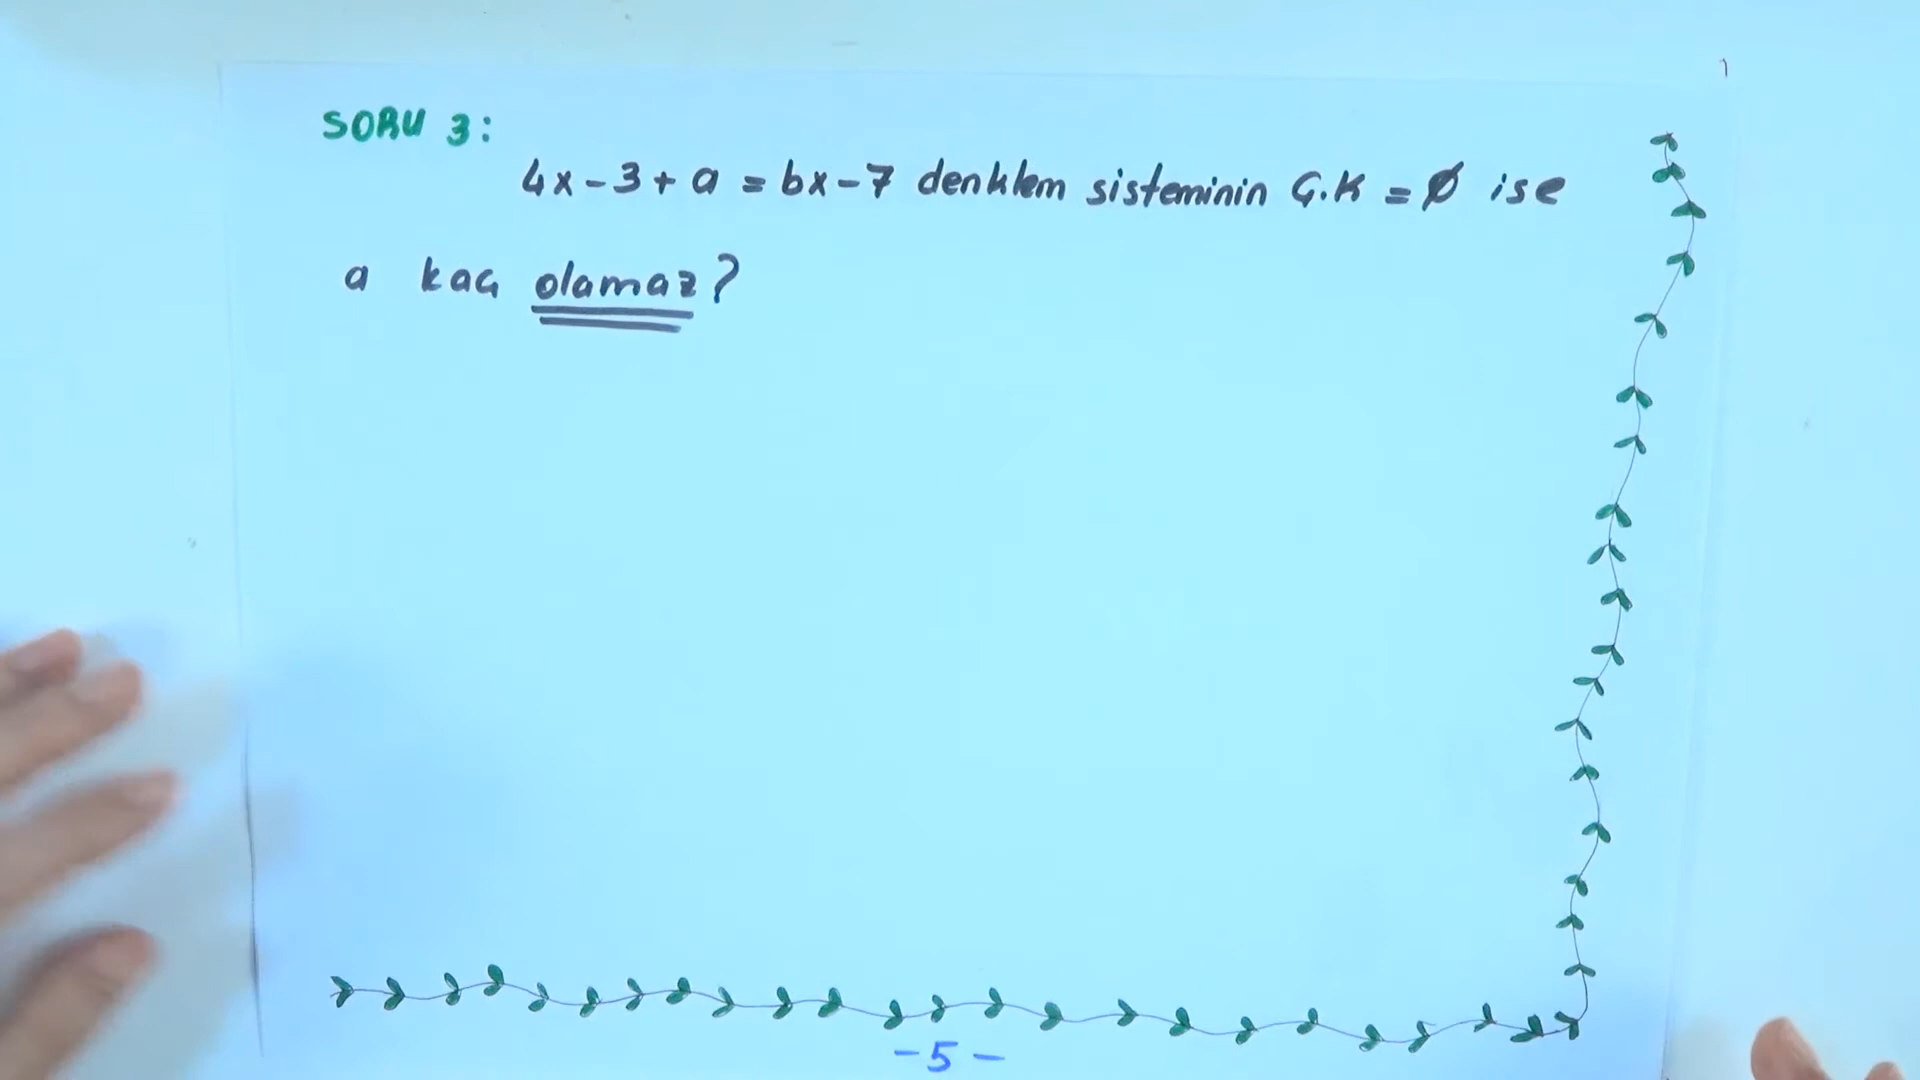 SORU 3:
4x - 3 + a = bx - 7 denklem sisteminin Ç.K = ∅ ise
a kaç olamaz?
- 5 -